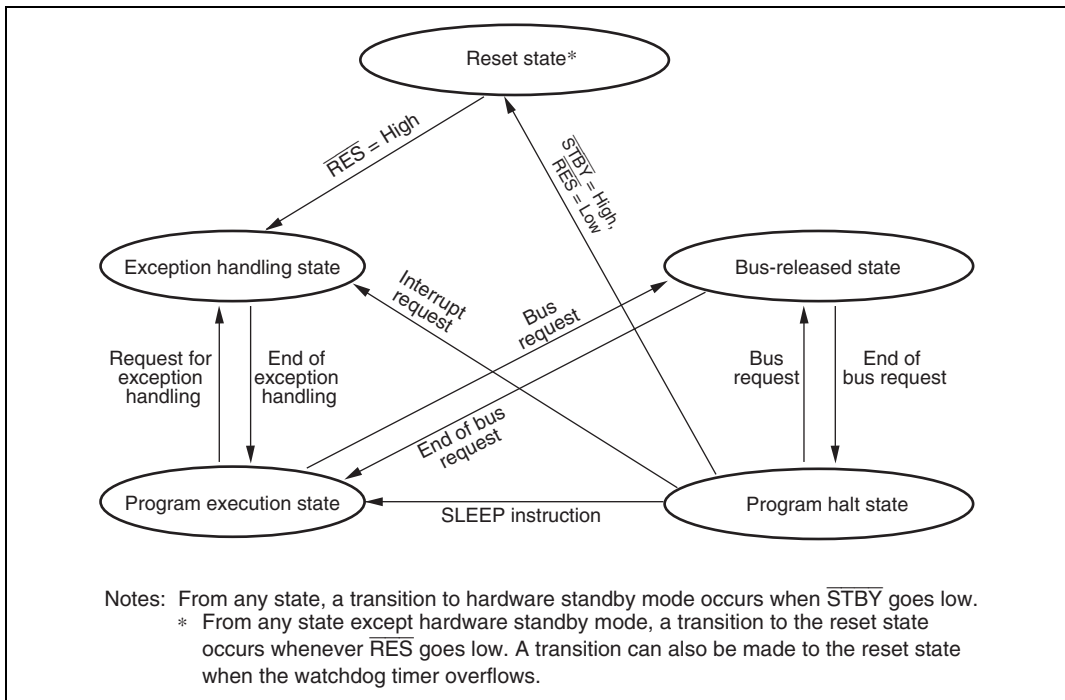 Reset state*
RES = High
STBY = High,
RES = Low
Exception handling state
Bus-released state
Interrupt
request
Bus
request
Request for
exception
handling
End of
exception
handling
Bus
request
End of
bus request
End of bus
request
Program execution state
SLEEP instruction
Program halt state
Notes: From any state, a transition to hardware standby mode occurs when STBY goes low.
* From any state except hardware standby mode, a transition to the reset state
occurs whenever RES goes low. A transition can also be made to the reset state
when the watchdog timer overflows.